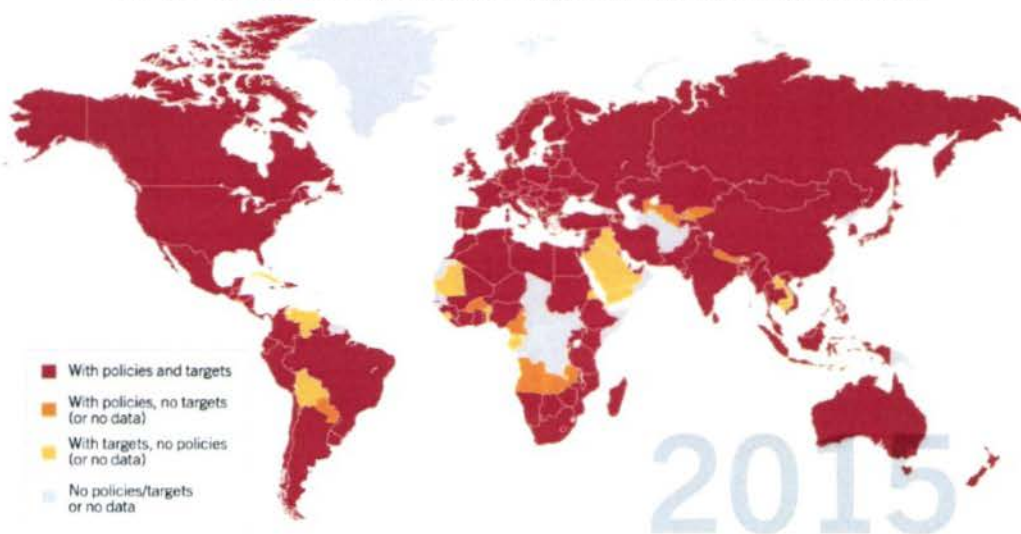 With policies and targets
With policies, no targets
(or no data)
With targets, no policies
(or no data)
No policies/targets
or no data
2015